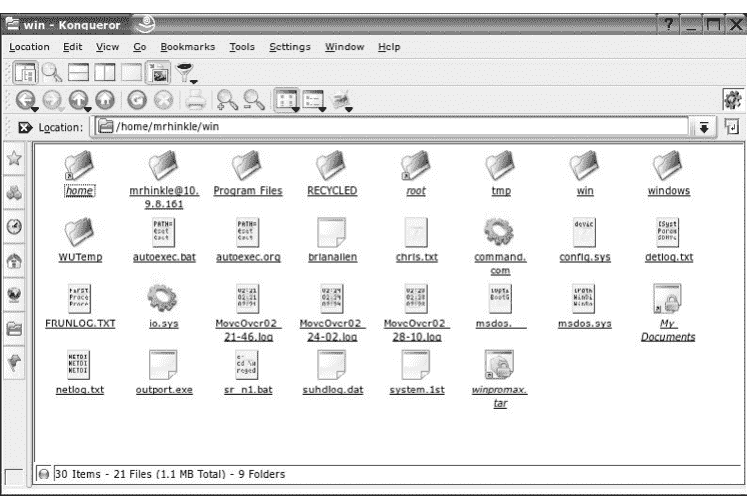 win - Konqueror
Location Edit View Go Bookmarks Tools Settings Window Help
Location: /home/mrhinkle/win
home mrhinkle@10. Program Files RECYCLED root tmp win windows
9.8.161
WUTemp autoexec.bat autoexec.org brianallen chris.txt command. config.sys detlog.txt
com
FRUNLOG.TXT io.sys MoveOver02_ MoveOver02_ MoveOver02_ msdos.__ msdos.sys My
21-46.log 24-02.log 28-10.log Documents
netlog.txt outport.exe sr_n1.bat suhdlog.dat system.1st winpromax.
tar
30 Items - 21 Files (1.1 MB Total) - 9 Folders